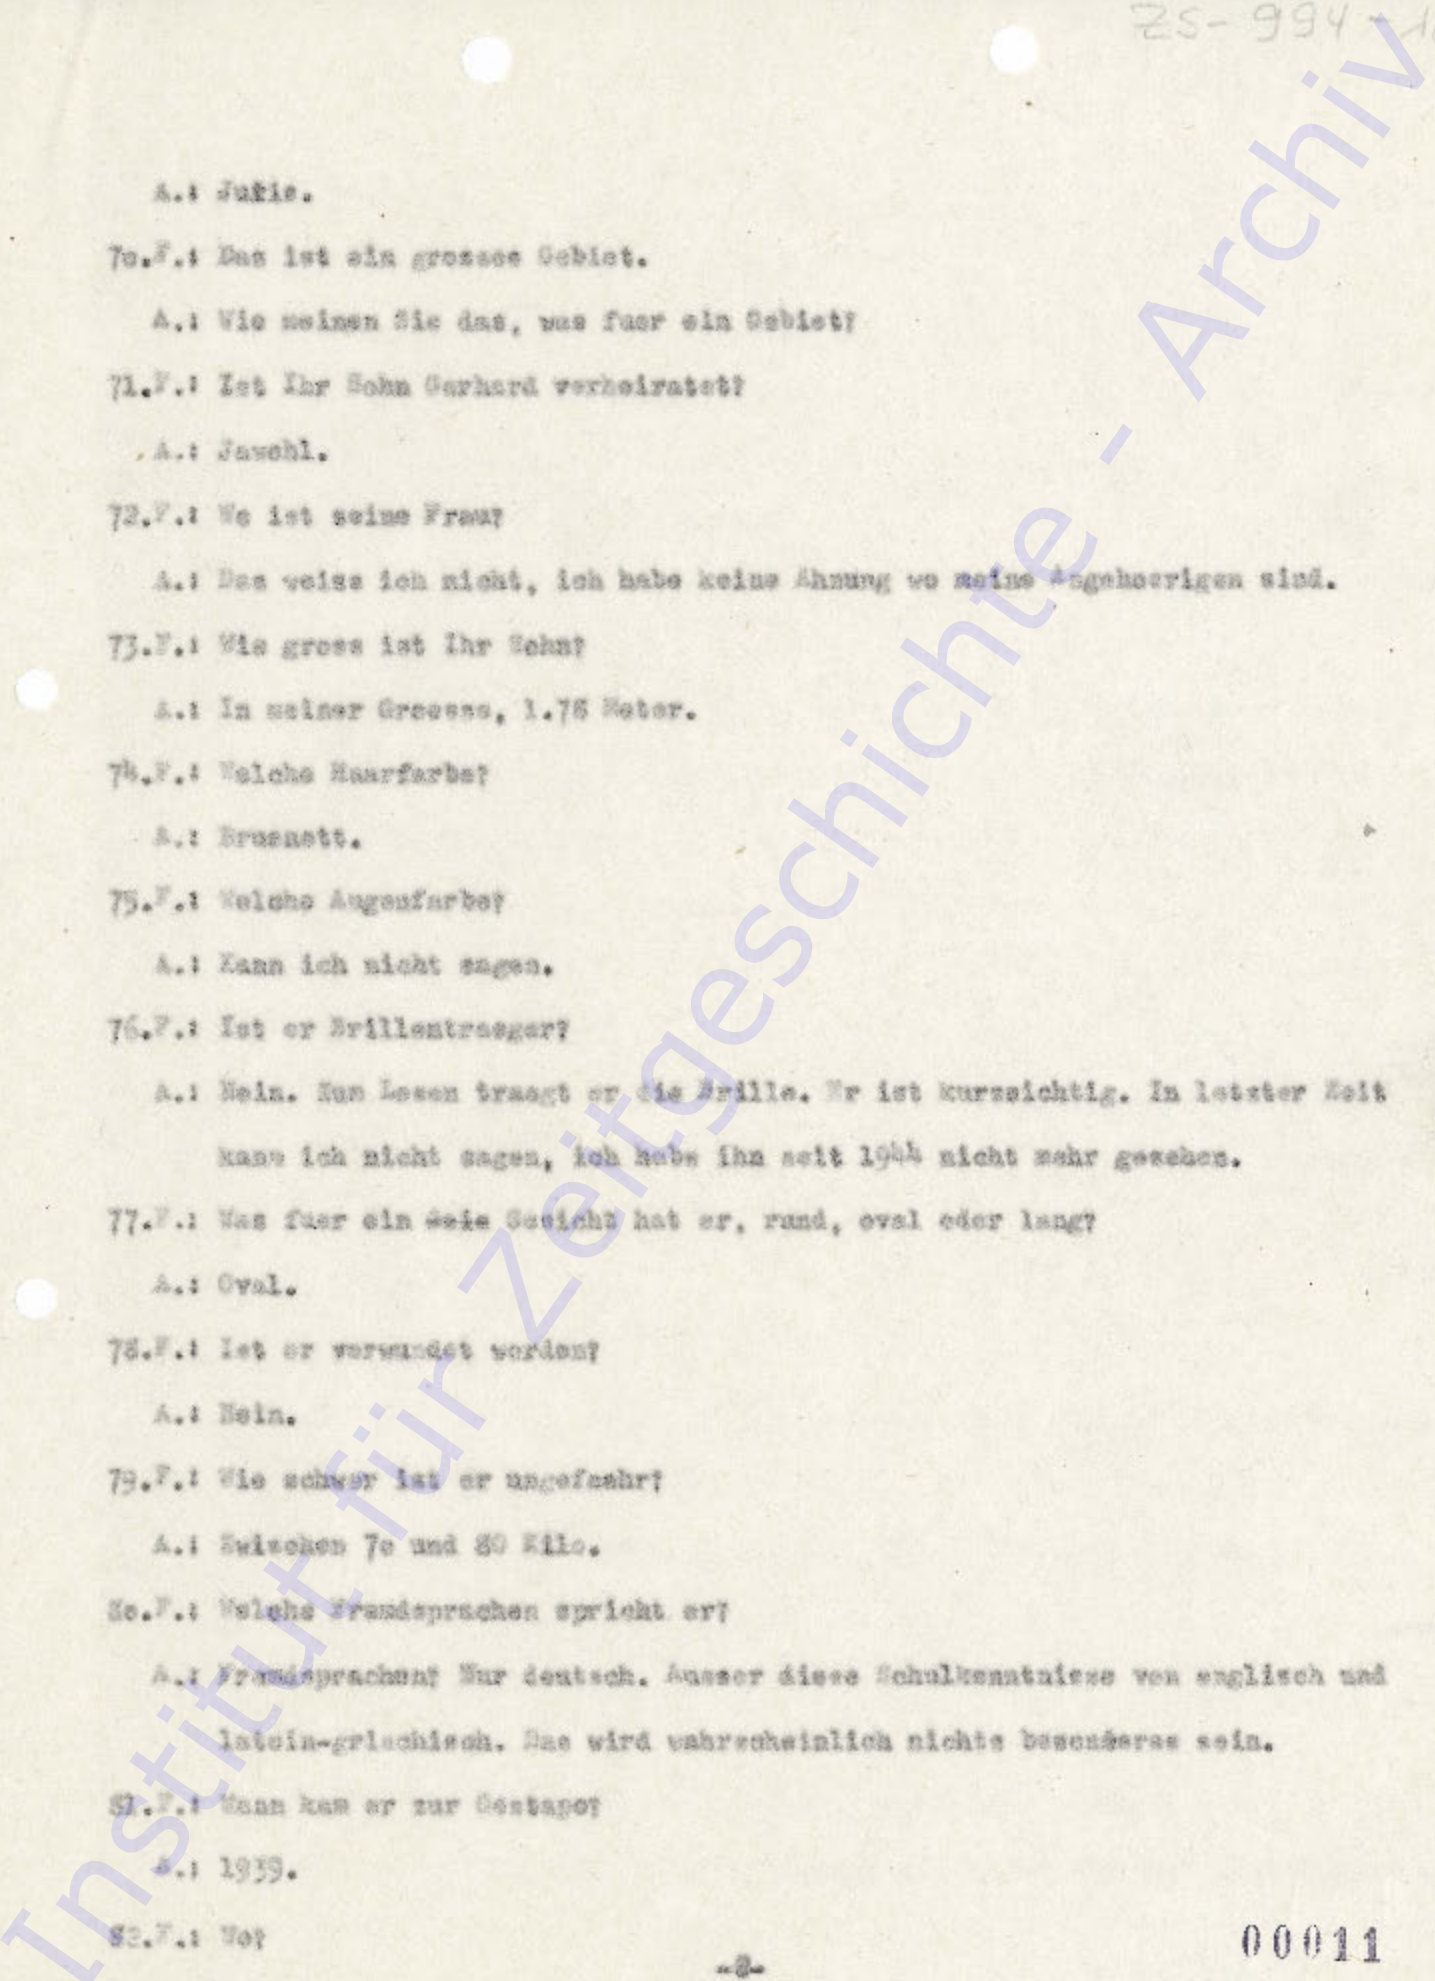 ZS-994-1
A.: Jurie.
7o.F.: Das ist ein grosses Gebiet.
A.: Wie meinen Sie das, was fuer ein Gebiet?
71.F.: Ist Ihr Sohn Gerhard verheiratet?
A.: Jawohl.
72.F.: Wo ist seine Frau?
A.: Das weiss ich nicht, ich habe keine Ahnung wo meine Angehoerigen sind.
73.F.: Wie gross ist Ihr Sohn?
A.: In meiner Groesse, 1.78 Meter.
74.F.: Welche Haarfarbe?
A.: Bruenett.
75.F.: Welche Augenfarbe?
A.: Kann ich nicht sagen.
76.F.: Ist er Brillentraeger?
A.: Nein. Zum Lesen traegt er die Brille. Er ist kurzsichtig. In letzter Zeit
kann ich nicht sagen, ich habe ihn seit 1944 nicht mehr gesehen.
77.F.: Was fuer ein Gesicht hat er, rund, oval oder lang?
A.: Oval.
78.F.: Ist er verwundet worden?
A.: Nein.
79.F.: Wie schwer ist er ungefaehr?
A.: Zwischen 7o und 80 Kilo.
8o.F.: Welche Fremdsprachen spricht er?
A.: Fremdsprachen? Nur deutsch. Ausser diese Schulkenntnisse von englisch und
latein-griechisch. Das wird wahrscheinlich nichts besonderes sein.
81.F.: Wann kam er zur Gestapo?
A.: 1939.
82.F.: Wo?
00011
-8-
Institut für Zeitgeschichte - Archiv